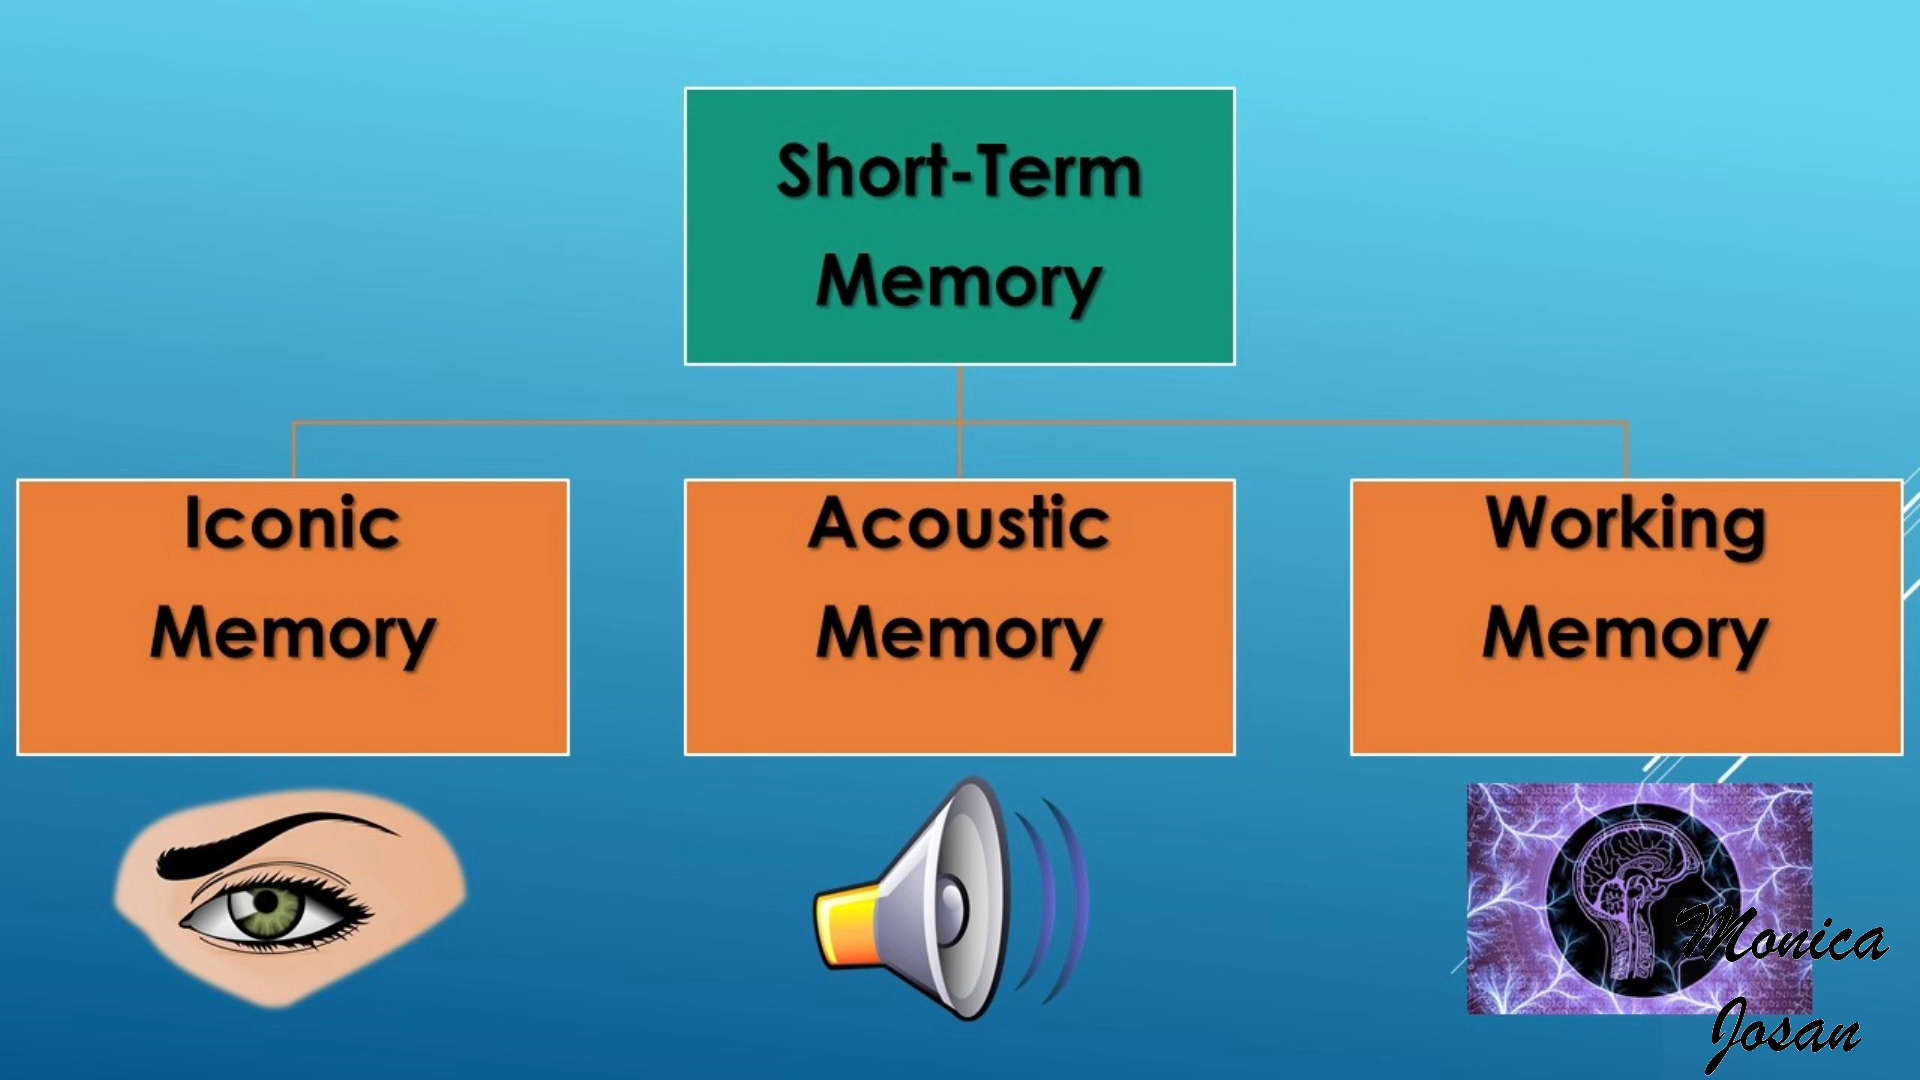 Short-Term
Memory
Iconic
Memory
Acoustic
Memory
Working
Memory
Monica
Josan